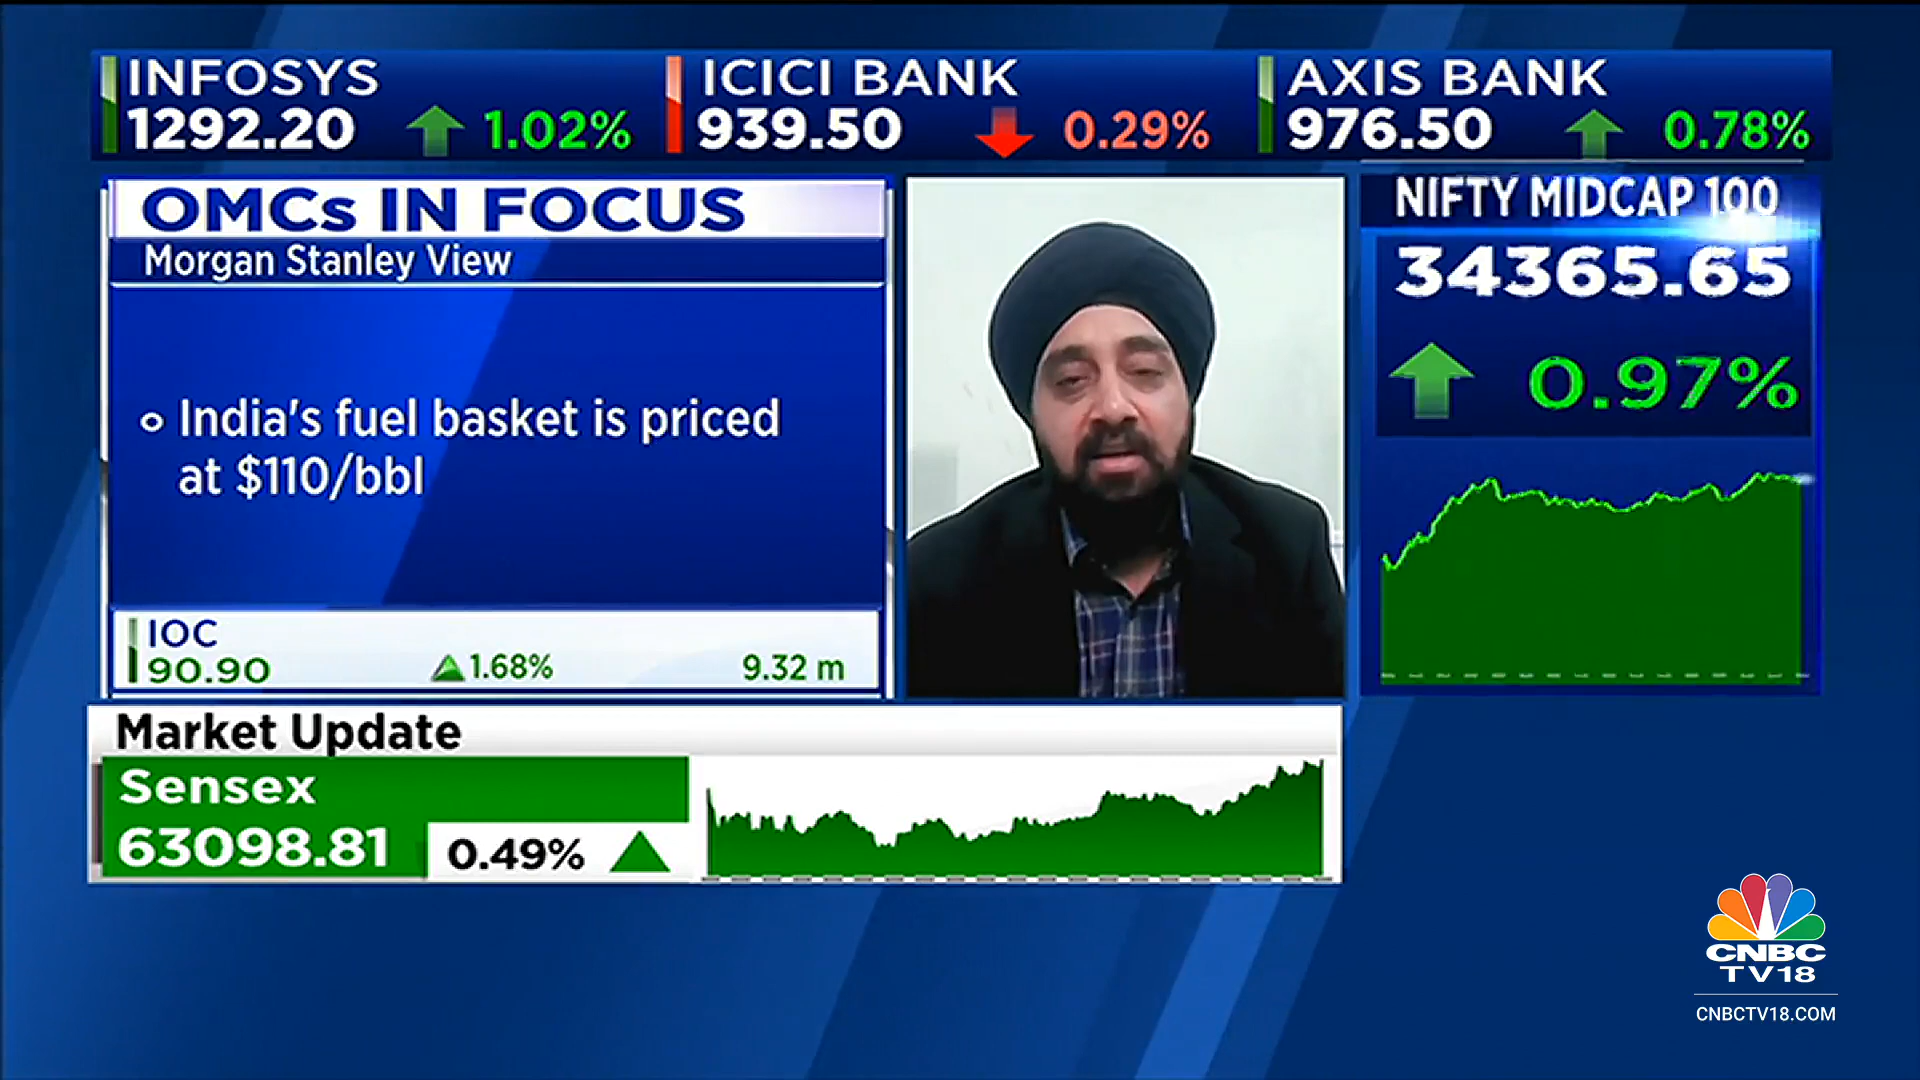 INFOSYS
1292.20 1.02%
ICICI BANK
939.50 0.29%
AXIS BANK
976.50 0.78%
OMCs IN FOCUS
Morgan Stanley View
India's fuel basket is priced
at $110/bbl
IOC
90.90 1.68% 9.32 m
NIFTY MIDCAP 100
34365.65
0.97%
Market Update
Sensex
63098.81 0.49%
CNBC
TV18
CNBCTV18.COM